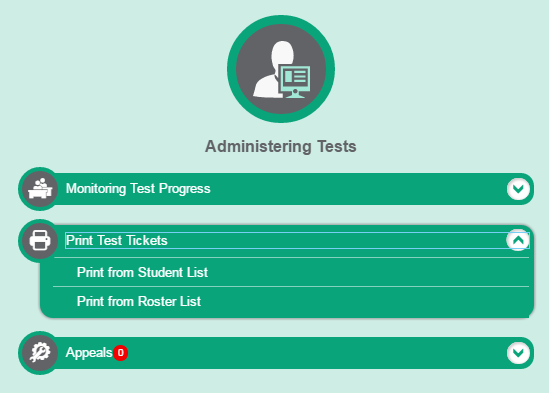 Administering Tests
Monitoring Test Progress
Print Test Tickets
Print from Student List
Print from Roster List
Appeals 0